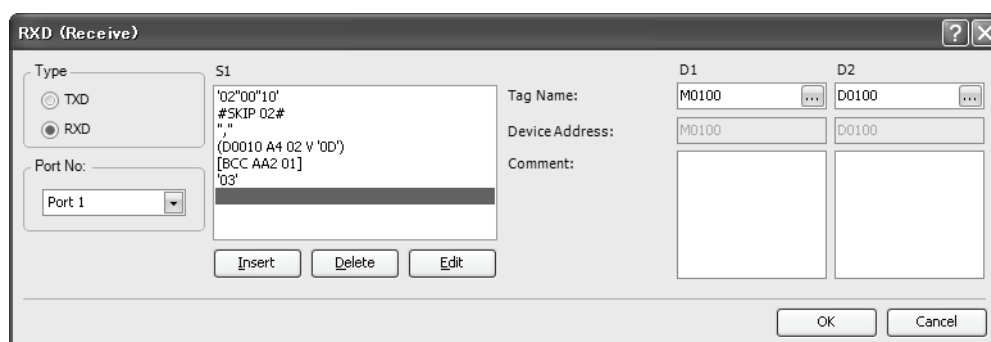 RXD (Receive)
Type
TXD
RXD
Port No:
Port 1
S1
'02"00"10'
#SKIP 02#
","
(D0010 A4 02 V '0D')
[BCC AA2 01]
'03'
Insert Delete Edit
D1 D2
Tag Name: M0100 ... D0100 ...
Device Address: M0100 D0100
Comment:
OK Cancel